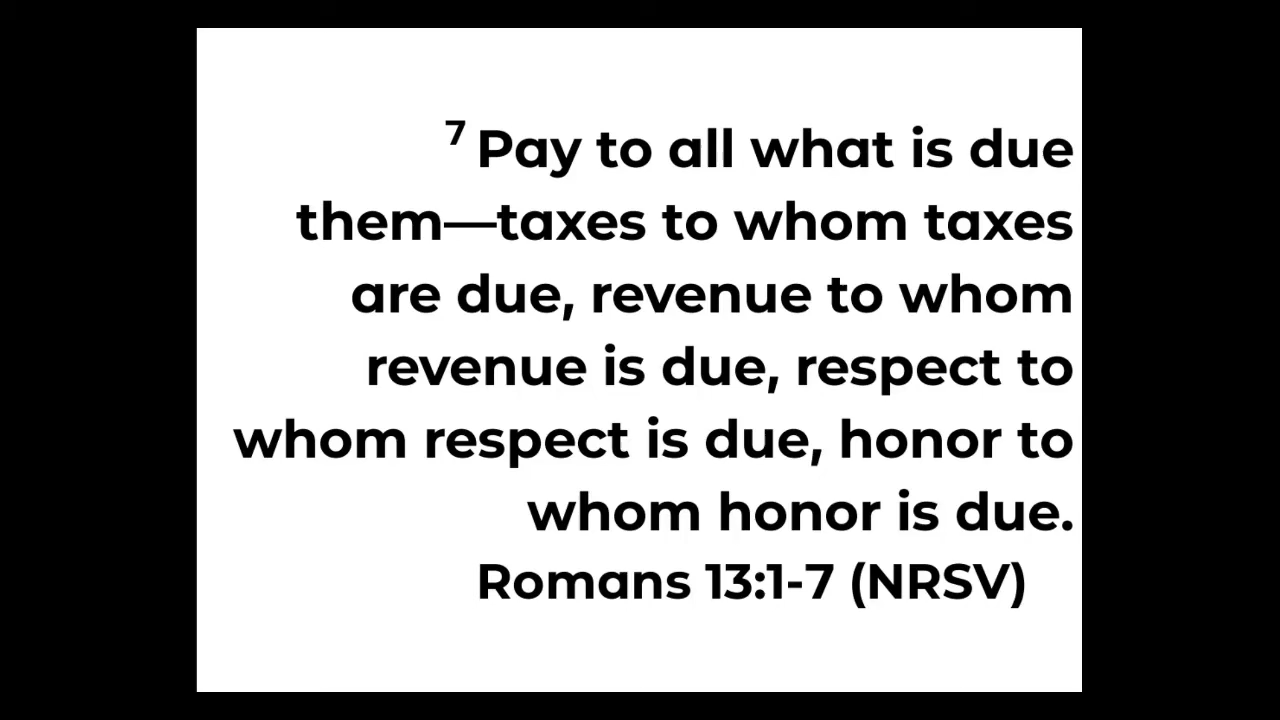 7 Pay to all what is due
them—taxes to whom taxes
are due, revenue to whom
revenue is due, respect to
whom respect is due, honor to
whom honor is due.
Romans 13:1-7 (NRSV)